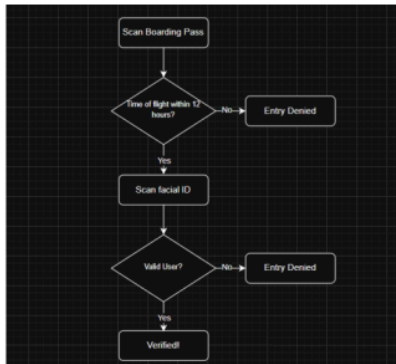 Scan Boarding Pass
Time of flight within 12
hours?
No
Entry Denied
Yes
Scan facial ID
Valid User?
No
Entry Denied
Yes
Verified!